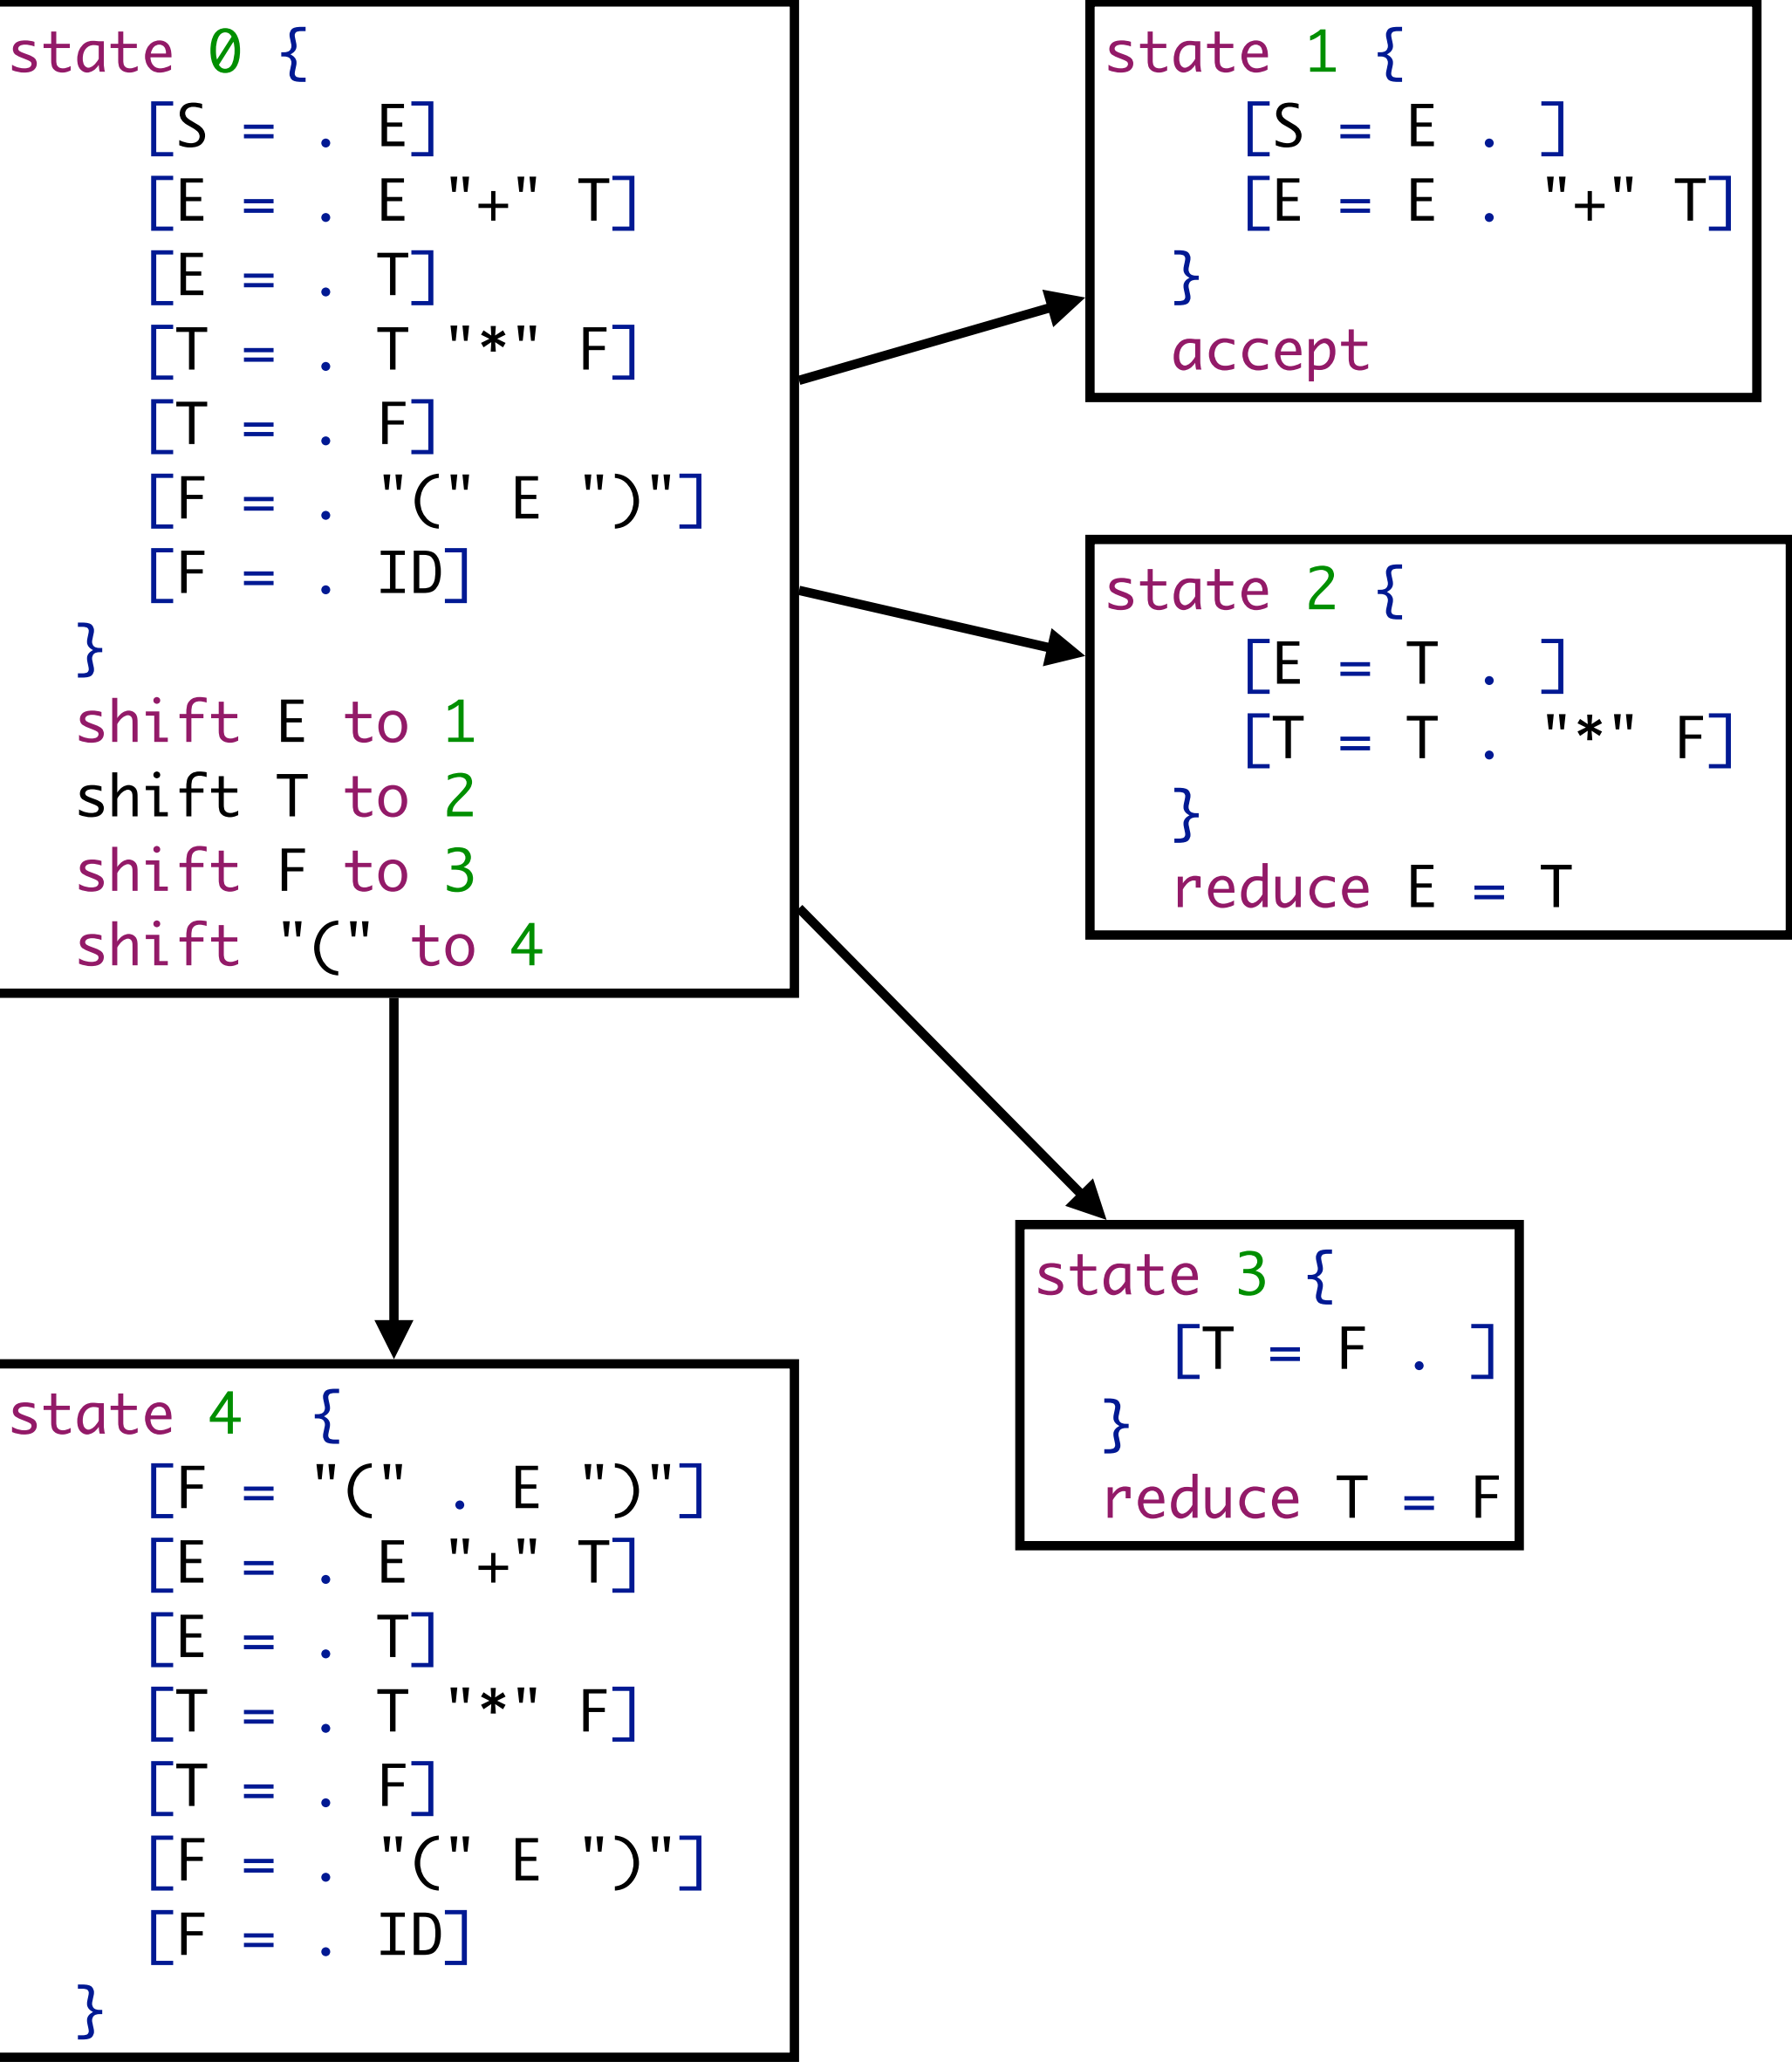 state 0 {
[S = . E]
[E = . E "+" T]
[E = . T]
[T = . T "*" F]
[T = . F]
[F = . "(" E ")"]
[F = . ID]
}
shift E to 1
shift T to 2
shift F to 3
shift "(" to 4
state 1 {
[S = E . ]
[E = E . "+" T]
}
accept
state 2 {
[E = T . ]
[T = T . "*" F]
}
reduce E = T
state 3 {
[T = F . ]
}
reduce T = F
state 4 {
[F = "(" . E ")"]
[E = . E "+" T]
[E = . T]
[T = . T "*" F]
[T = . F]
[F = . "(" E ")"]
[F = . ID]
}